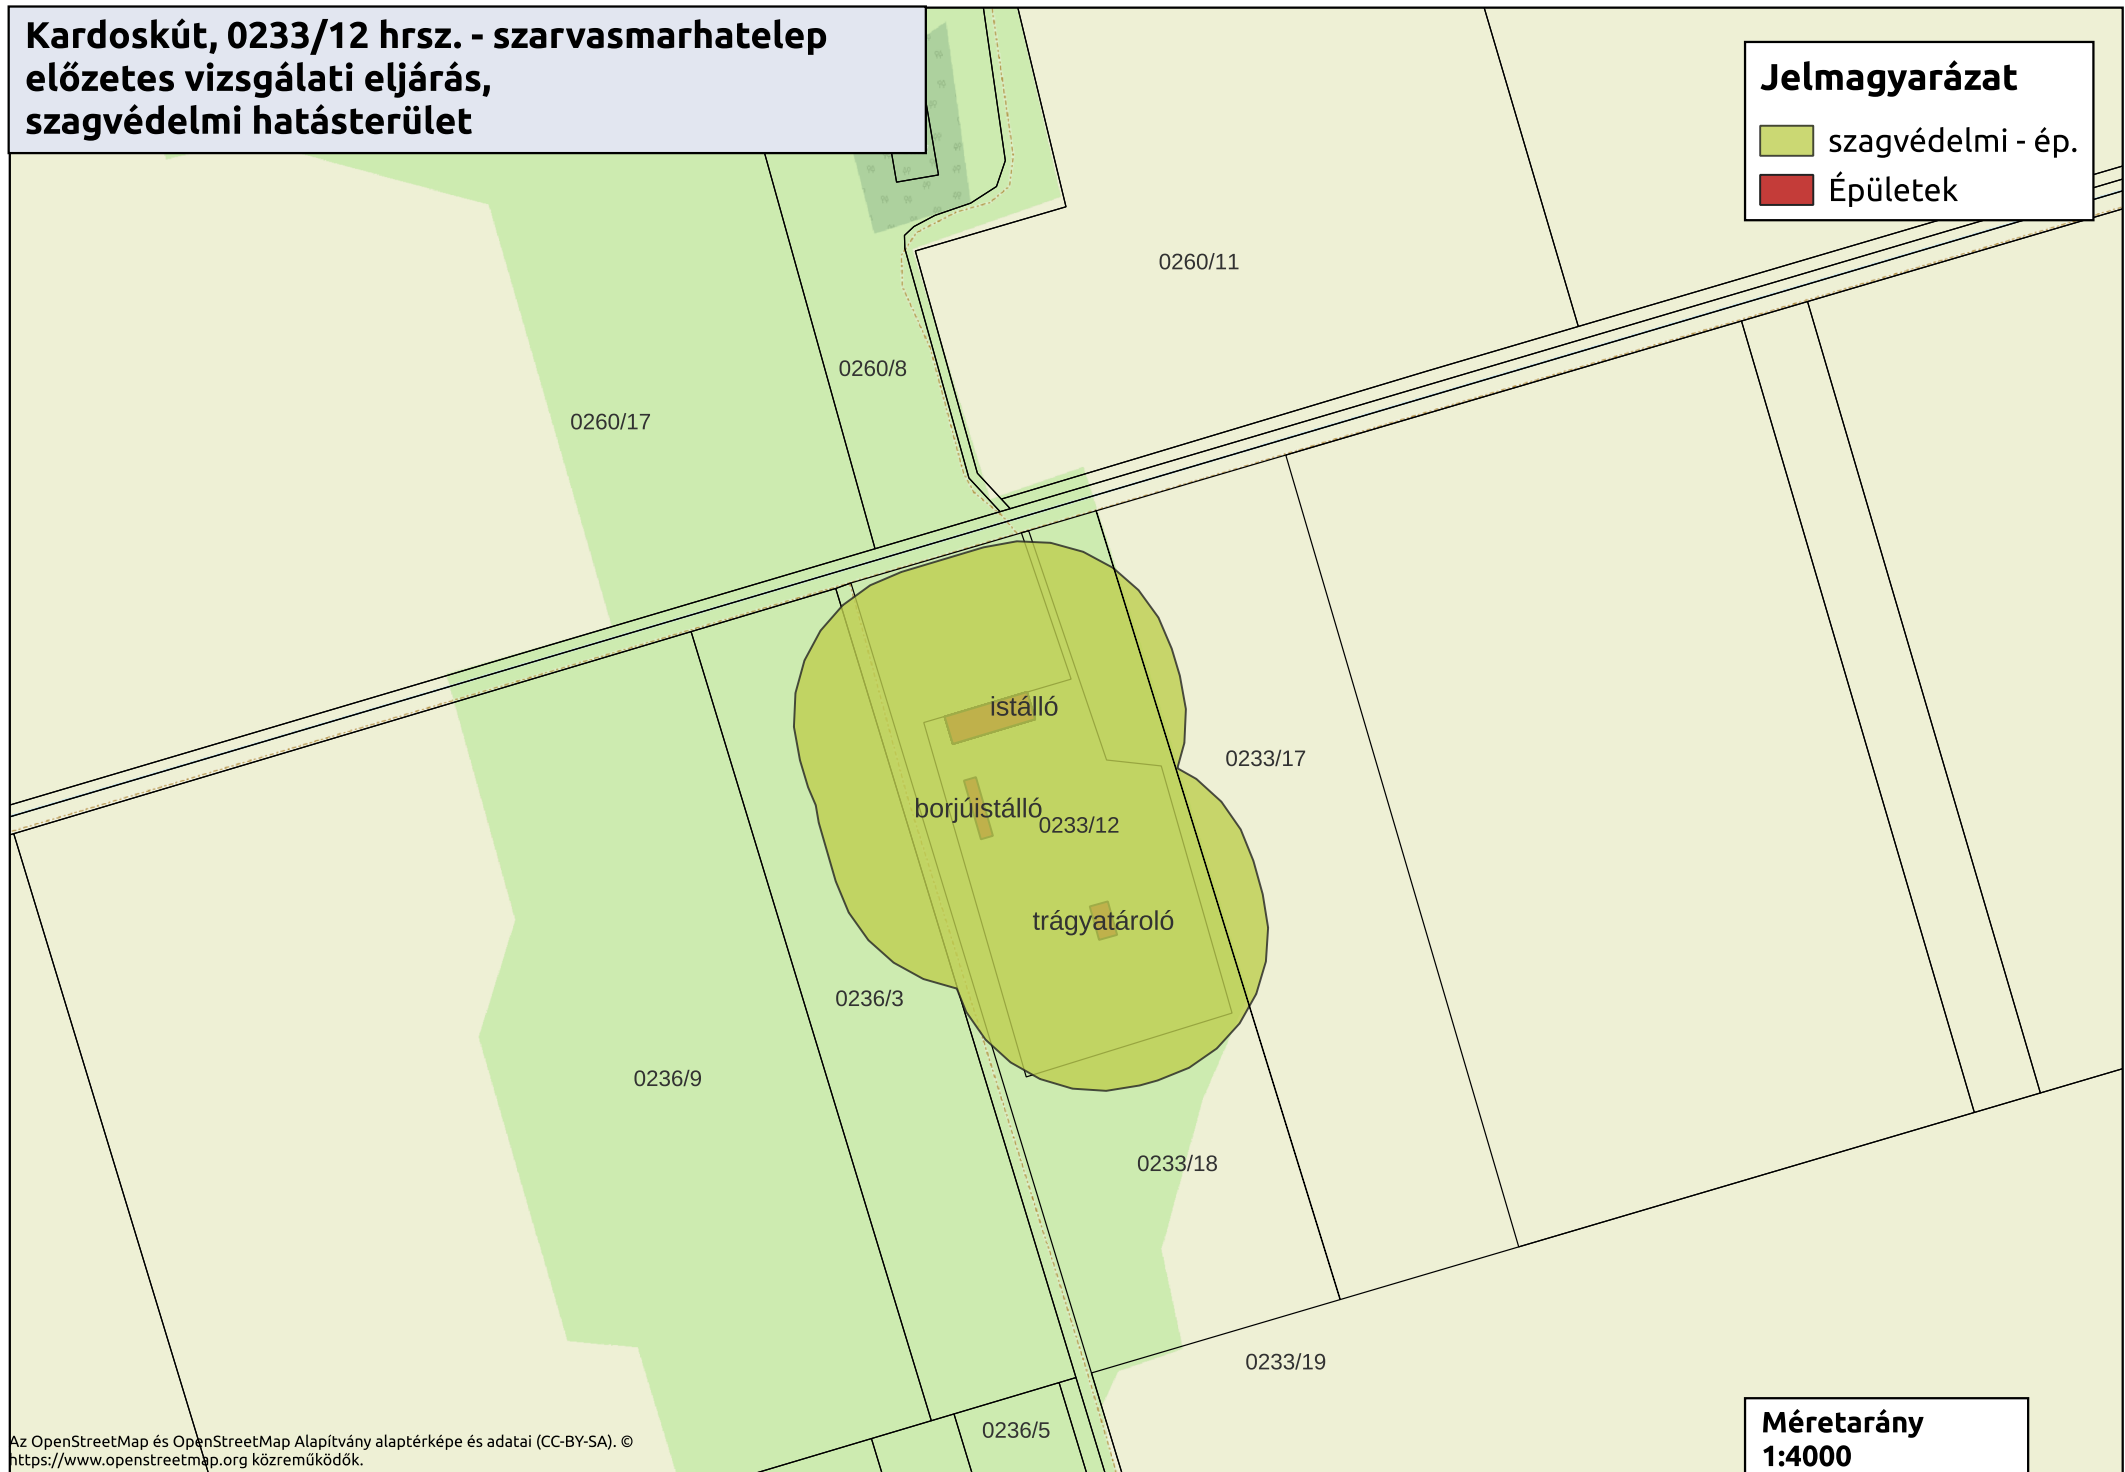 Kardoskút, 0233/12 hrsz. - szarvasmarhatelep
előzetes vizsgálati eljárás,
szagvédelmi hatásterület
Jelmagyarázat
szagvédelmi - ép.
Épületek
0260/11
0260/8
0260/17
istálló
0233/17
borjúistálló
0233/12
trágyatároló
0236/3
0236/9
0233/18
0233/19
0236/5
Méretarány
1:4000
Az OpenStreetMap és OpenStreetMap Alapítvány alaptérképe és adatai (CC-BY-SA). ©
https://www.openstreetmap.org közreműködők.